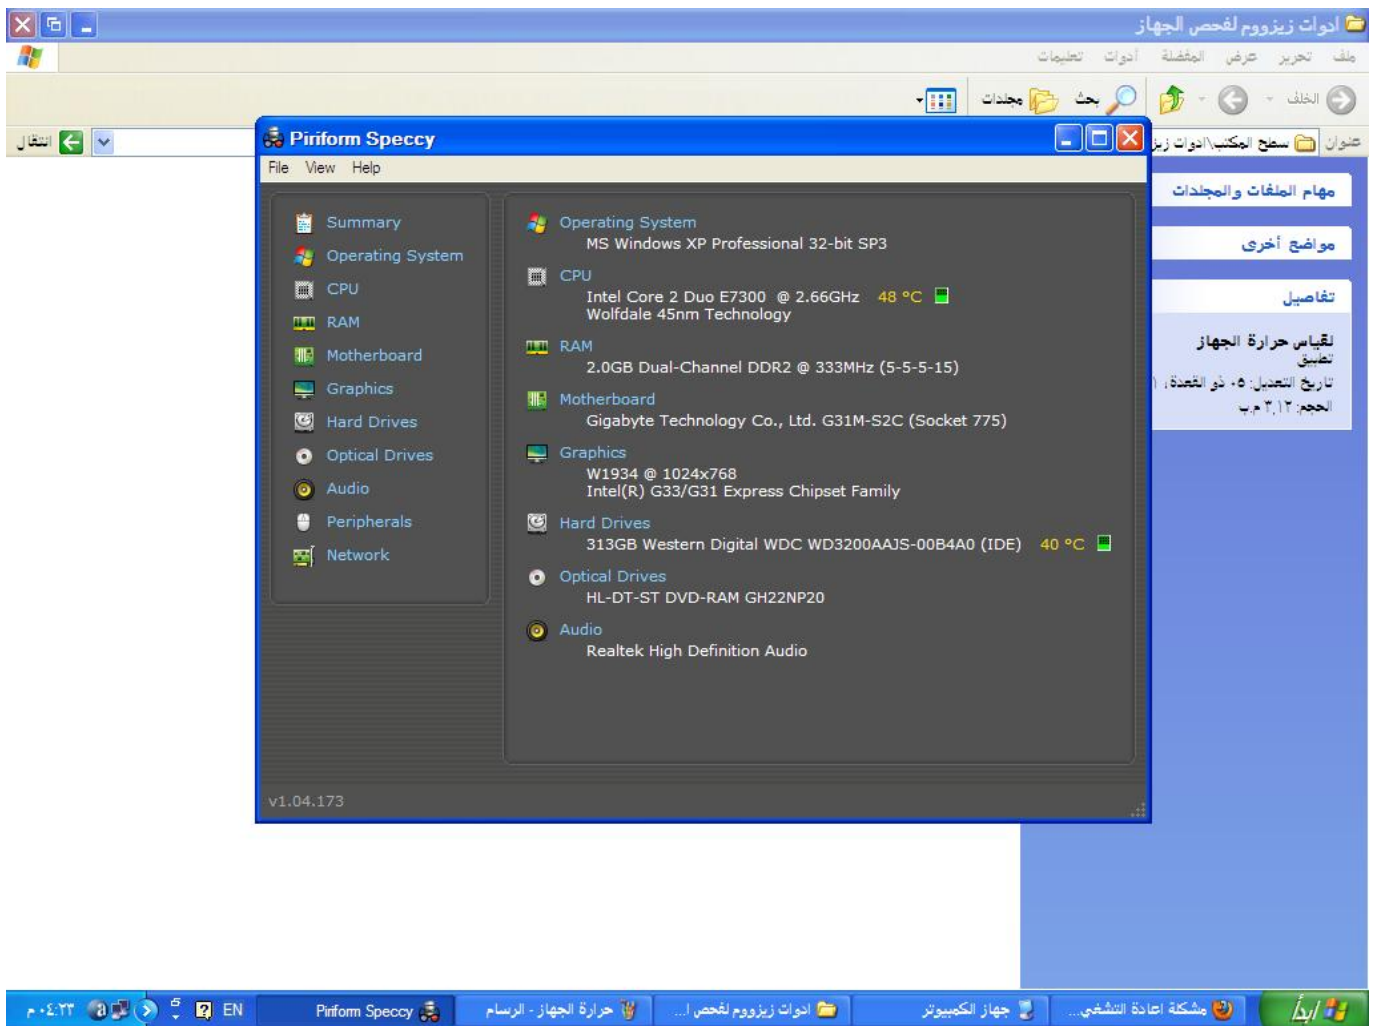 ادوات زيزووم لفحص الجهاز
ملف تحرير عرض المفضلة أدوات تعليمات
الخلف بحث مجلدات
عنوان سطح المكتب\ادوات زيز
انتقال
مهام الملفات والمجلدات
مواضع أخرى
تفاصيل
لقياس حرارة الجهاز
تطبيق
تاريخ التعديل: ٠٥ ذو القعدة، ١
الحجم: ٣,١٢ م.ب
Piriform Speccy
File View Help
Summary
Operating System
CPU
RAM
Motherboard
Graphics
Hard Drives
Optical Drives
Audio
Peripherals
Network
Operating System
MS Windows XP Professional 32-bit SP3
CPU
Intel Core 2 Duo E7300 @ 2.66GHz 48 °C
Wolfdale 45nm Technology
RAM
2.0GB Dual-Channel DDR2 @ 333MHz (5-5-5-15)
Motherboard
Gigabyte Technology Co., Ltd. G31M-S2C (Socket 775)
Graphics
W1934 @ 1024x768
Intel(R) G33/G31 Express Chipset Family
Hard Drives
313GB Western Digital WDC WD3200AAJS-00B4A0 (IDE) 40 °C
Optical Drives
HL-DT-ST DVD-RAM GH22NP20
Audio
Realtek High Definition Audio
v1.04.173
ابدأ
مشكلة اعادة التشغي...
جهاز الكمبيوتر
ادوات زيزووم لفحص ا...
حرارة الجهاز - الرسام
Piriform Speccy
EN
٠٤:٢٣ م